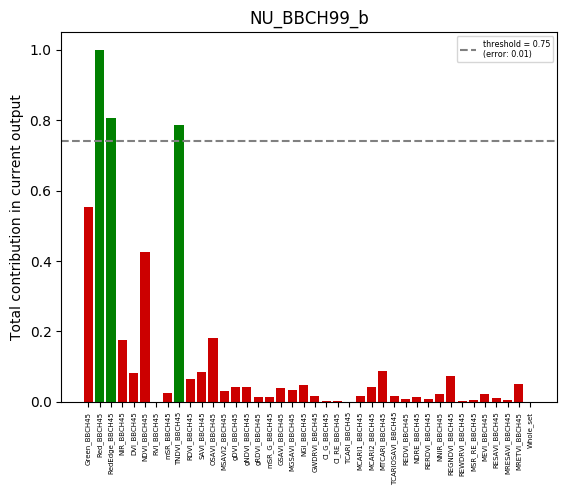 NU_BBCH99_b
threshold = 0.75
(error: 0.01)
Total contribution in current output
1.0
0.8
0.6
0.4
0.2
0.0
Green_BBCH45
Red_BBCH45
RedEdge_BBCH45
NIR_BBCH45
DVI_BBCH45
NDVI_BBCH45
RVI_BBCH45
mSR_BBCH45
TNDVI_BBCH45
RDVI_BBCH45
SAVI_BBCH45
OSAVI_BBCH45
MSAVI2_BBCH45
gDVI_BBCH45
gNDVI_BBCH45
gRDVI_BBCH45
mSR_G_BBCH45
GSAVI_BBCH45
MGSAVI_BBCH45
NGI_BBCH45
GWDRVI_BBCH45
CI_G_BBCH45
CI_RE_BBCH45
TCARI_BBCH45
MCARI1_BBCH45
MCARI2_BBCH45
MTCARI_BBCH45
TCARIOSAVI_BBCH45
REDVI_BBCH45
NDRE_BBCH45
RERDVI_BBCH45
NNIR_BBCH45
REGNDVI_BBCH45
REWDRVI_BBCH45
MSR_RE_BBCH45
MEVI_BBCH45
RESAVI_BBCH45
MRESAVI_BBCH45
MRETVI_BBCH45
Whole_set